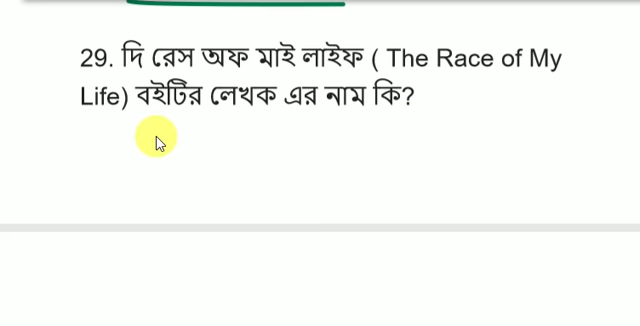 29. দি রেস অফ মাই লাইফ ( The Race of My
Life) বইটির লেখক এর নাম কি?